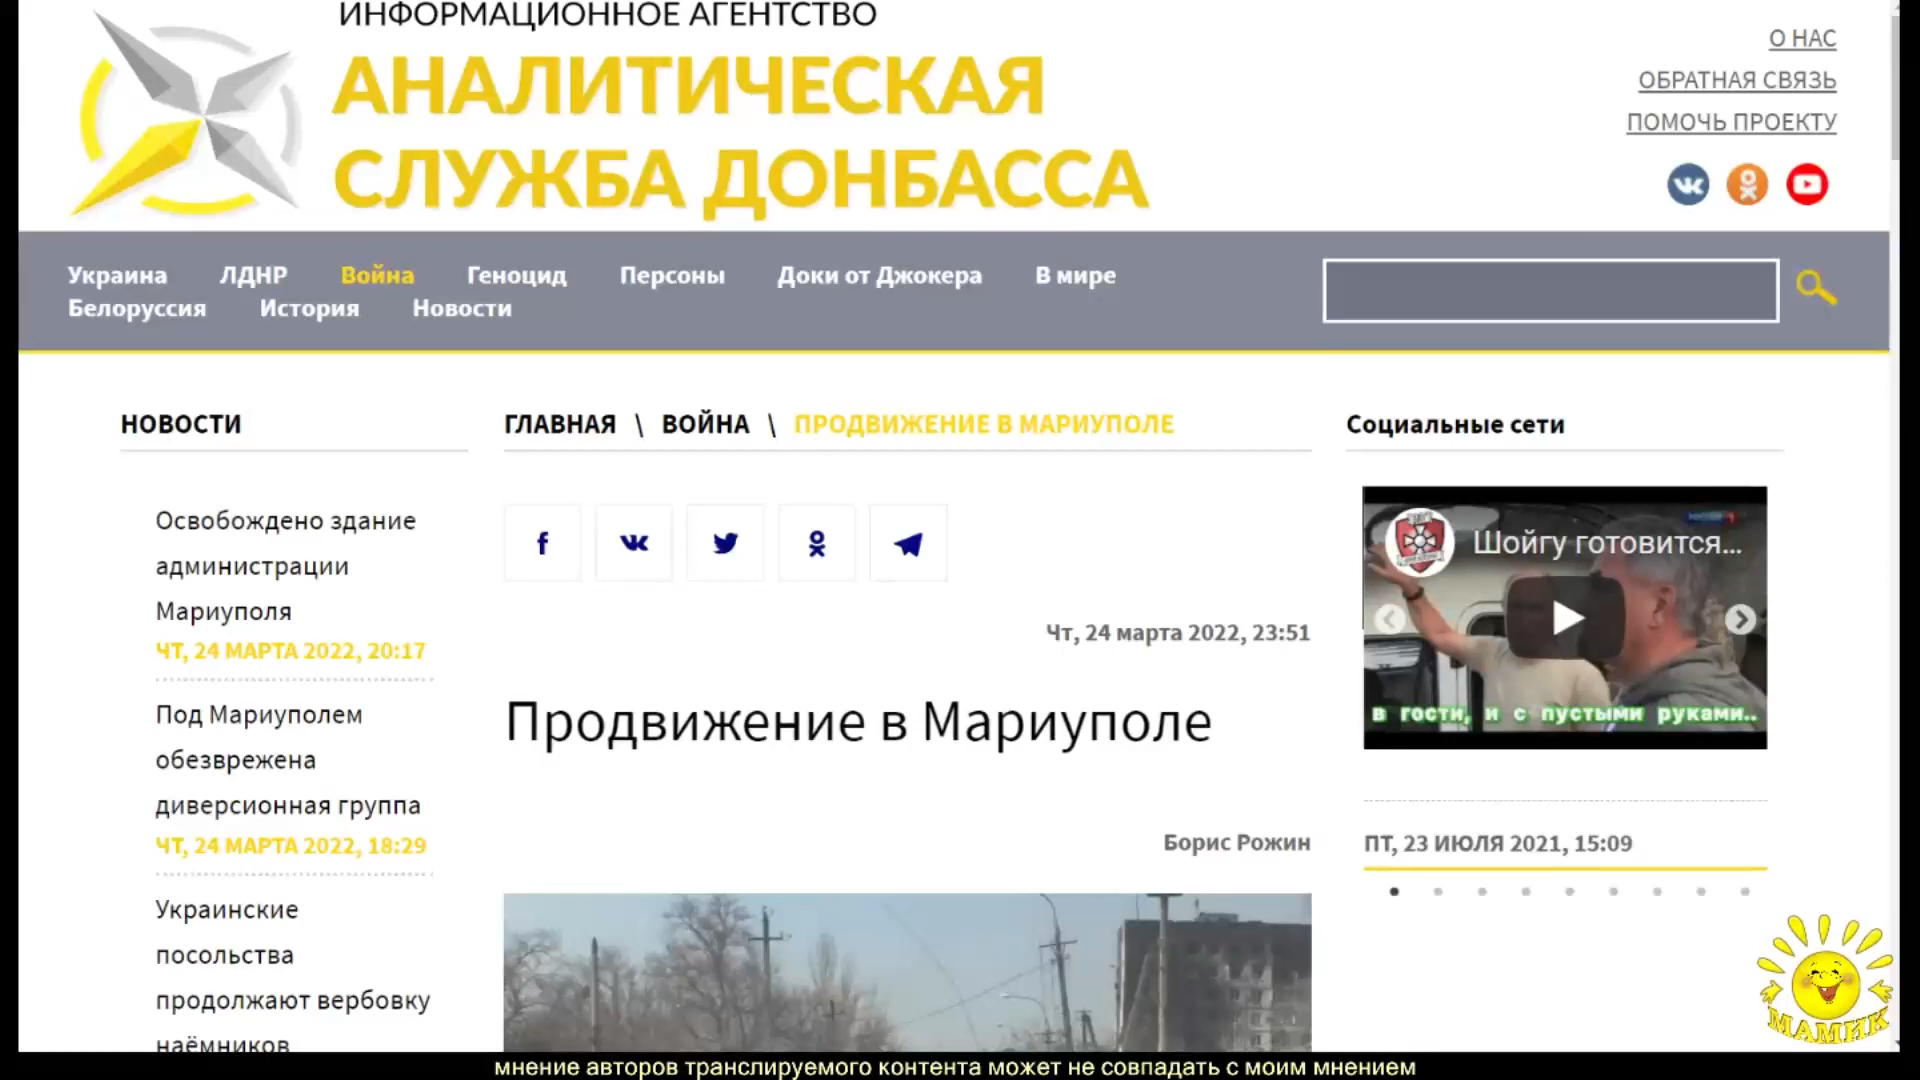 ИНФОРМАЦИОННОЕ АГЕНТСТВО
АНАЛИТИЧЕСКАЯ
СЛУЖБА ДОНБАССА
О НАС
ОБРАТНАЯ СВЯЗЬ
ПОМОЧЬ ПРОЕКТУ
Украина ЛДНР Война Геноцид Персоны Доки от Джокера В мире
Белоруссия История Новости
НОВОСТИ
Освобождено здание
администрации
Мариуполя
ЧТ, 24 МАРТА 2022, 20:17
Под Мариуполем
обезврежена
диверсионная группа
ЧТ, 24 МАРТА 2022, 18:29
Украинские
посольства
продолжают вербовку
наёмников
ГЛАВНАЯ \ ВОЙНА \ ПРОДВИЖЕНИЕ В МАРИУПОЛЕ
Чт, 24 марта 2022, 23:51
Продвижение в Мариуполе
Борис Рожин
Социальные сети
Шойгу готовится...
в гости, и с пустыми руками..
ПТ, 23 ИЮЛЯ 2021, 15:09
МАМИК
мнение авторов транслируемого контента может не совпадать с моим мнением